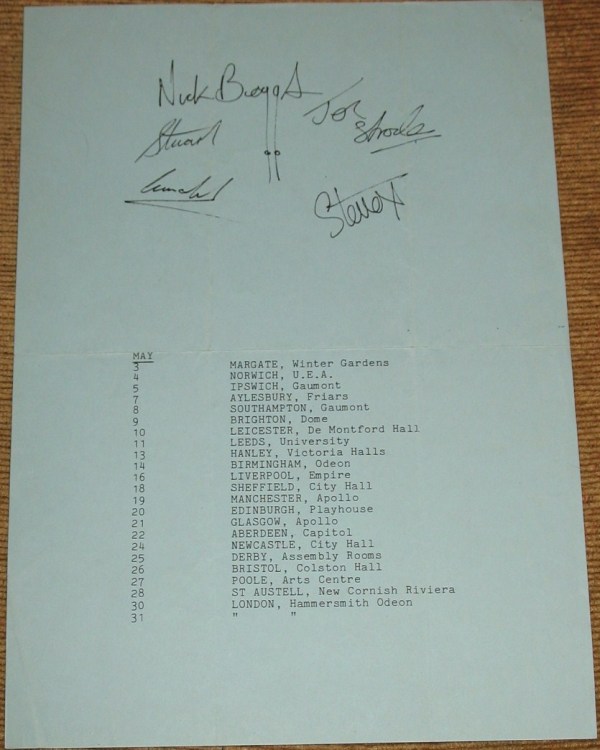 Nick Beggs
Stuart
Steve
MAY
3 MARGATE, Winter Gardens
4 NORWICH, U.E.A.
5 IPSWICH, Gaumont
7 AYLESBURY, Friars
8 SOUTHAMPTON, Gaumont
9 BRIGHTON, Dome
10 LEICESTER, De Montford Hall
11 LEEDS, University
13 HANLEY, Victoria Halls
14 BIRMINGHAM, Odeon
16 LIVERPOOL, Empire
18 SHEFFIELD, City Hall
19 MANCHESTER, Apollo
20 EDINBURGH, Playhouse
21 GLASGOW, Apollo
22 ABERDEEN, Capitol
24 NEWCASTLE, City Hall
25 DERBY, Assembly Rooms
26 BRISTOL, Colston Hall
27 POOLE, Arts Centre
28 ST AUSTELL, New Cornish Riviera
30 LONDON, Hammersmith Odeon
31 " "